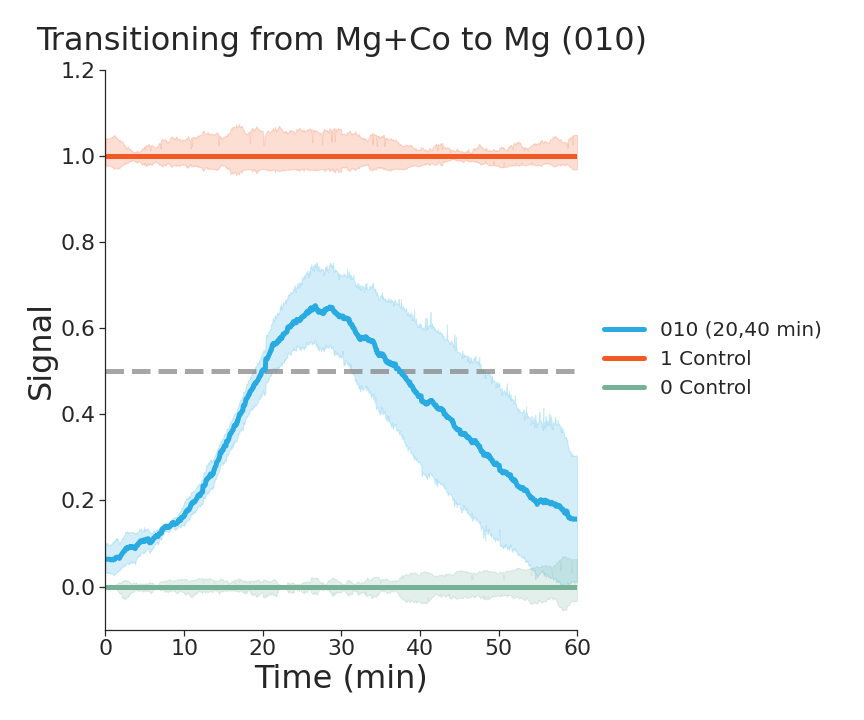 Transitioning from Mg+Co to Mg (010)
1.2
1.0
0.8
0.6
0.4
0.2
0.0
Signal
0 10 20 30 40 50 60
Time (min)
010 (20,40 min)
1 Control
0 Control